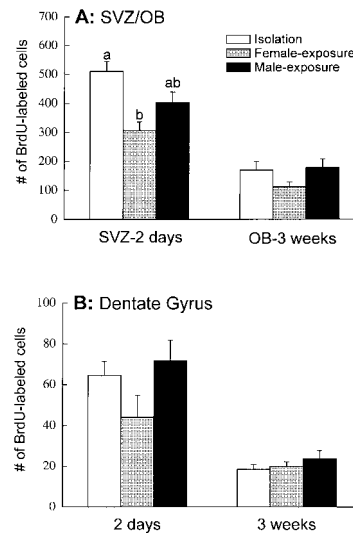 A: SVZ/OB
Isolation
Female-exposure
Male-exposure
# of BrdU-labeled cells
700
600
500
400
300
200
100
0
a
b
ab
SVZ-2 days
OB-3 weeks
B: Dentate Gyrus
# of BrdU-labeled cells
100
80
60
40
20
0
2 days
3 weeks